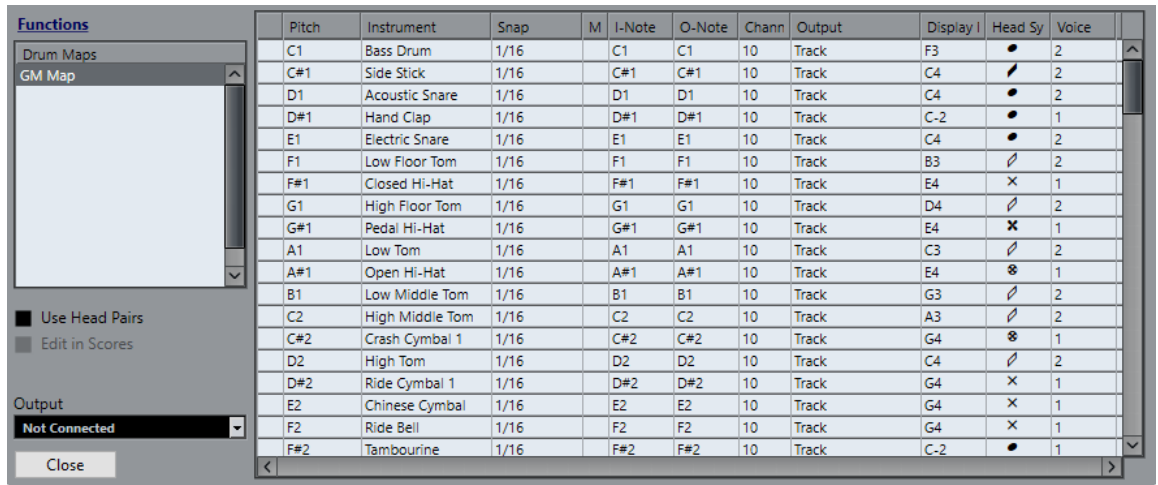 Functions
Drum Maps
GM Map
Use Head Pairs
Edit in Scores
Output
Not Connected
Close
Pitch Instrument Snap M I-Note O-Note Chann Output Display I Head Sy Voice
C1 Bass Drum 1/16 C1 C1 10 Track F3 2
C#1 Side Stick 1/16 C#1 C#1 10 Track C4 2
D1 Acoustic Snare 1/16 D1 D1 10 Track C4 2
D#1 Hand Clap 1/16 D#1 D#1 10 Track C-2 1
E1 Electric Snare 1/16 E1 E1 10 Track C4 2
F1 Low Floor Tom 1/16 F1 F1 10 Track B3 2
F#1 Closed Hi-Hat 1/16 F#1 F#1 10 Track E4 1
G1 High Floor Tom 1/16 G1 G1 10 Track D4 2
G#1 Pedal Hi-Hat 1/16 G#1 G#1 10 Track E4 1
A1 Low Tom 1/16 A1 A1 10 Track C3 2
A#1 Open Hi-Hat 1/16 A#1 A#1 10 Track E4 1
B1 Low Middle Tom 1/16 B1 B1 10 Track G3 2
C2 High Middle Tom 1/16 C2 C2 10 Track A3 2
C#2 Crash Cymbal 1 1/16 C#2 C#2 10 Track G4 1
D2 High Tom 1/16 D2 D2 10 Track C4 2
D#2 Ride Cymbal 1 1/16 D#2 D#2 10 Track G4 1
E2 Chinese Cymbal 1/16 E2 E2 10 Track G4 1
F2 Ride Bell 1/16 F2 F2 10 Track G4 1
F#2 Tambourine 1/16 F#2 F#2 10 Track C-2 1